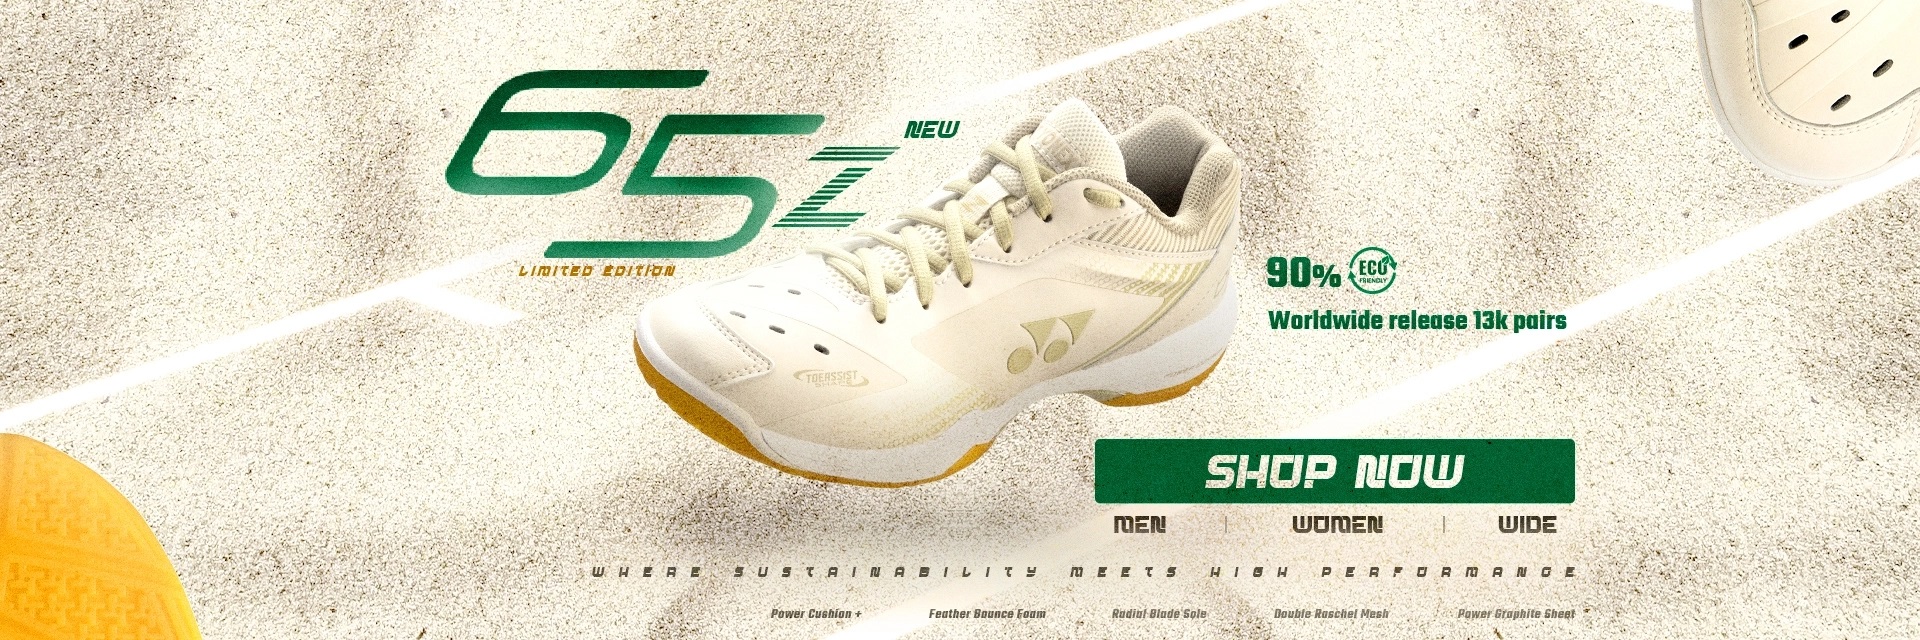 65Z
NEW
LIMITED EDITION
TOEASSIST
90% ECO FRIENDLY
Worldwide release 13k pairs
SHOP NOW
MEN | WOMEN | WIDE
WHERE SUSTAINABILITY MEETS HIGH PERFORMANCE
Power Cushion + Feather Bounce Foam Radial Blade Sole Double Raschel Mesh Power Graphite Sheet